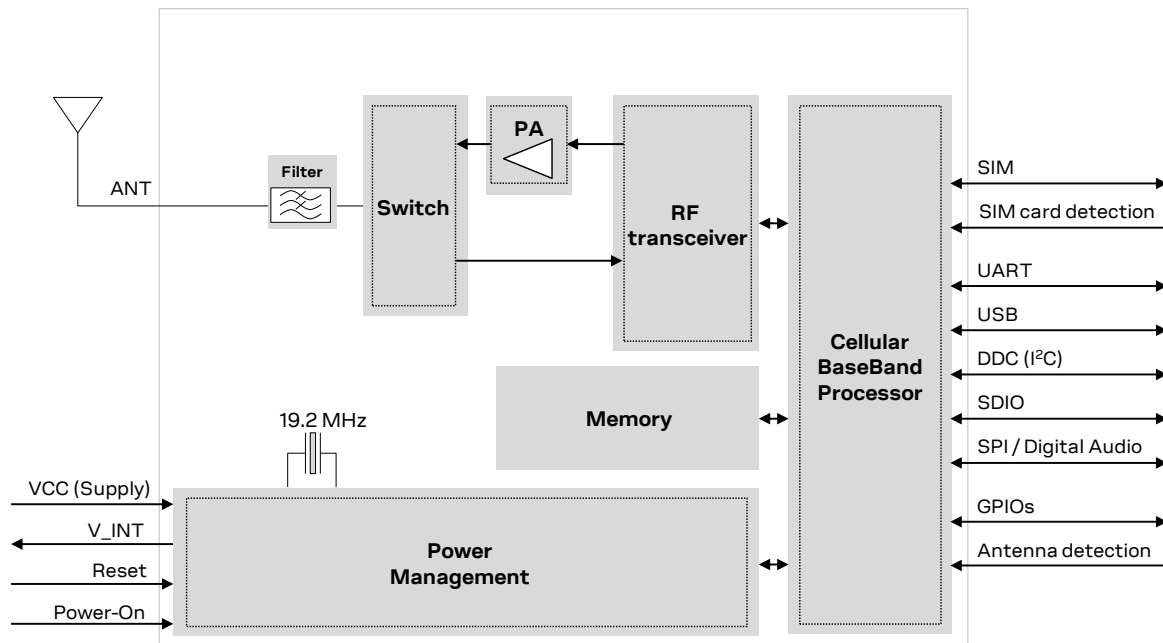 PA
Filter
ANT
SIM
SIM card detection
Switch
RF
transceiver
UART
USB
Cellular
BaseBand
Processor
DDC (I²C)
SDIO
Memory
19.2 MHz
SPI / Digital Audio
VCC (Supply)
GPIOs
V_INT
Power
Management
Antenna detection
Reset
Power-On